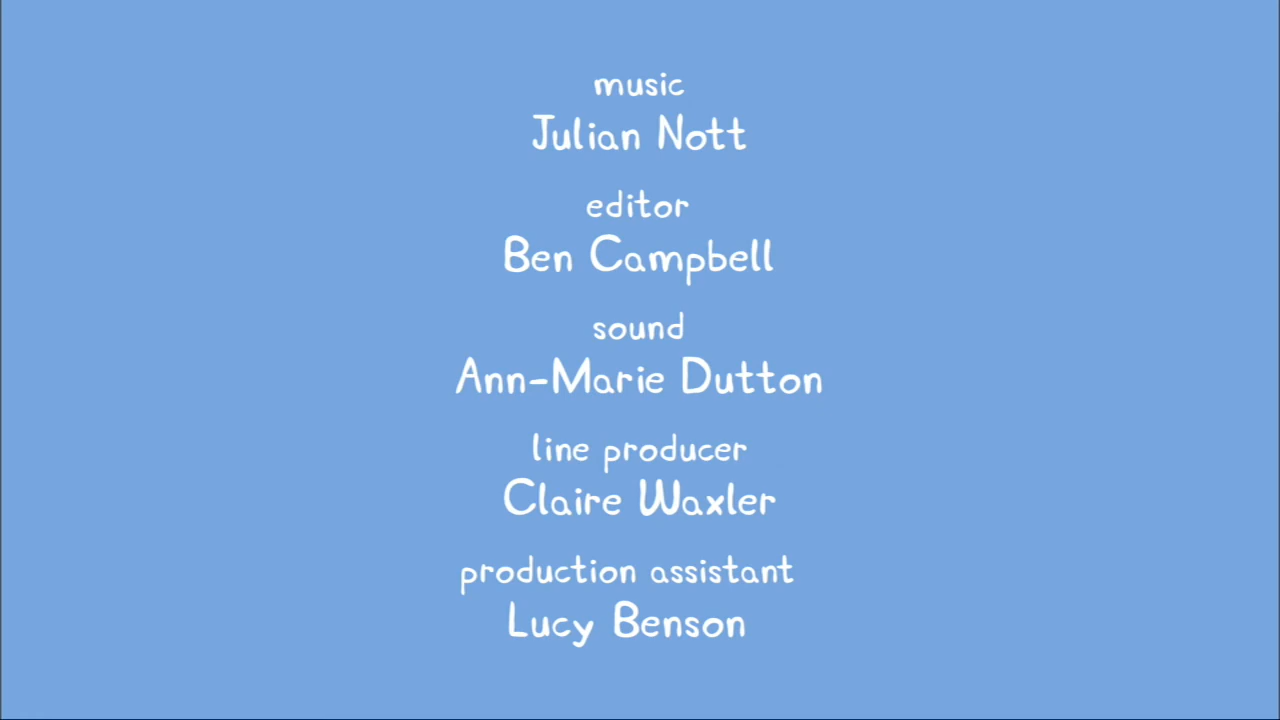 music
Julian Nott
editor
Ben Campbell
sound
Ann-Marie Dutton
line producer
Claire Waxler
production assistant
Lucy Benson